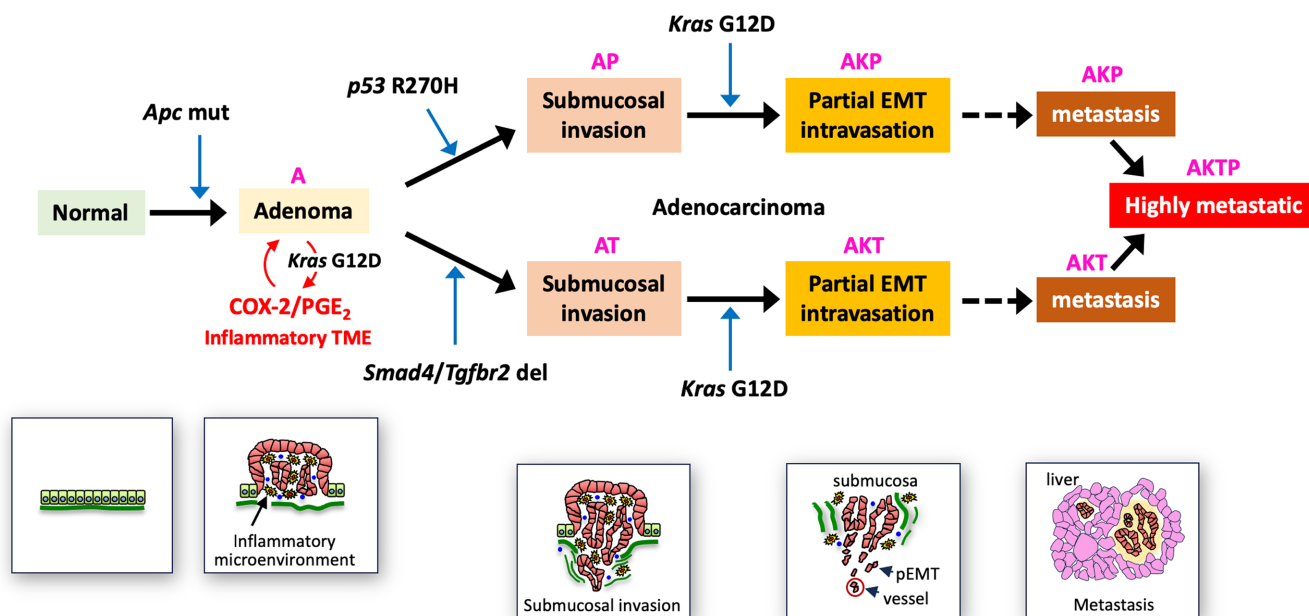 Kras G12D
AP
AKP
AKP
p53 R270H
Submucosal
invasion
Partial EMT
intravasation
metastasis
Apc mut
AKTP
A
Normal
Adenoma
Adenocarcinoma
Highly metastatic
Kras G12D
AT
AKT
AKT
COX-2/PGE₂
Inflammatory TME
Submucosal
invasion
Partial EMT
intravasation
metastasis
Smad4/Tgfbr2 del
Kras G12D
Inflammatory
microenvironment
Submucosal invasion
submucosa
pEMT
vessel
liver
Metastasis